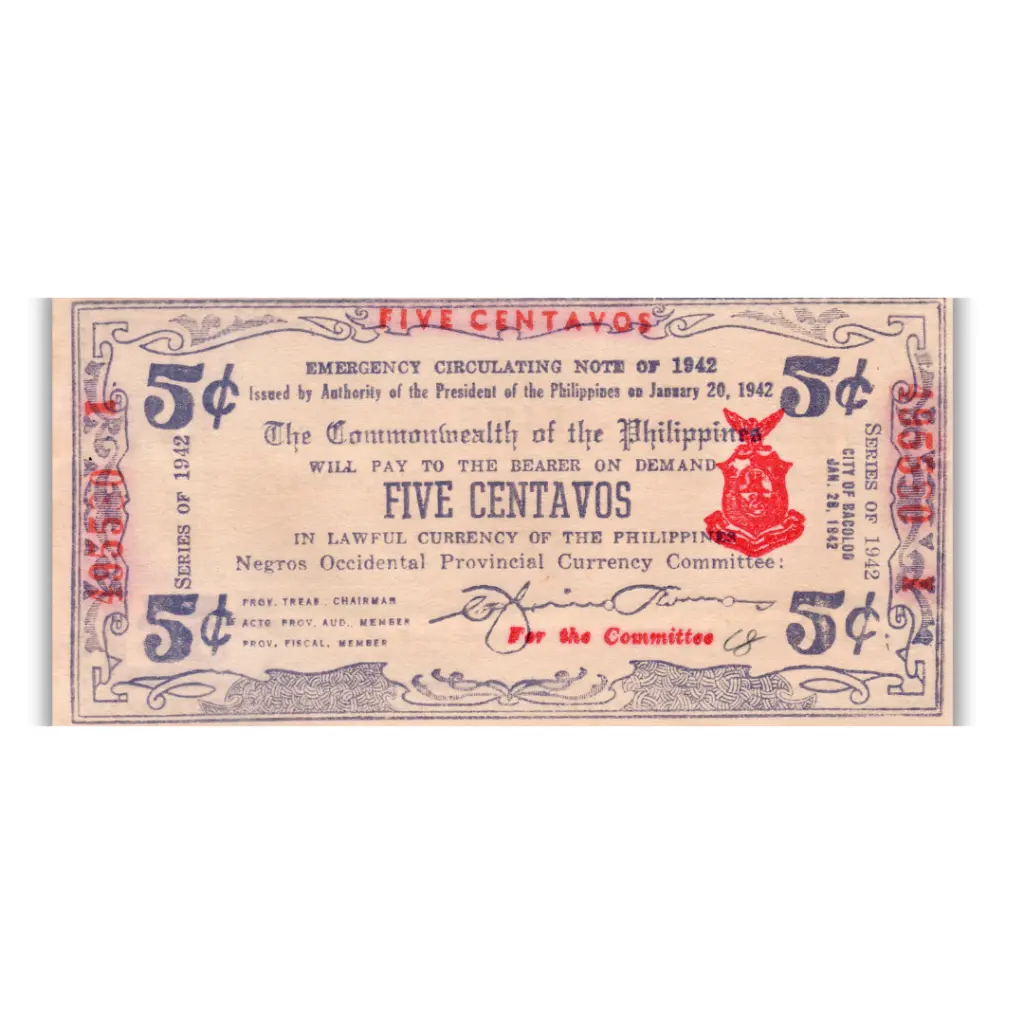 FIVE CENTAVOS
EMERGENCY CIRCULATING NOTE OF 1942
5¢
5¢
Issued by Authority of the President of the Philippines on January 20, 1942
The Commonwealth of the Philippines
WILL PAY TO THE BEARER ON DEMAND
FIVE CENTAVOS
IN LAWFUL CURRENCY OF THE PHILIPPINES
Negros Occidental Provincial Currency Committee:
SERIES OF 1942
SERIES OF 1942
CITY OF BACOLOD
JAN. 26, 1942
5¢
PROV. TREAS., CHAIRMAN
ACTG PROV. AUD., MEMBER
PROV. FISCAL, MEMBER
For the Committee
68
5¢